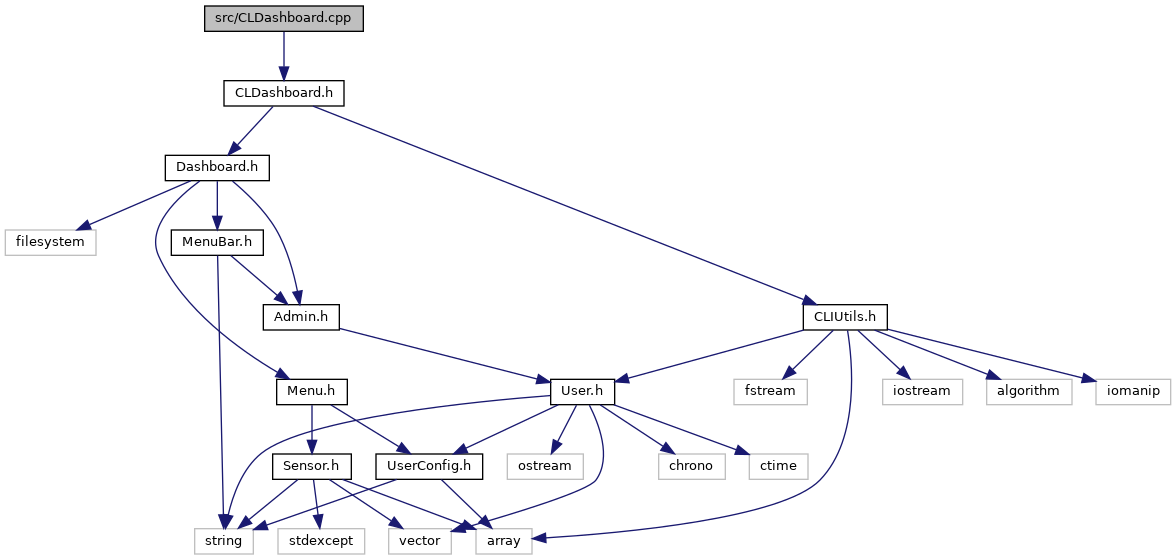 src/CLDashboard.cpp
CLDashboard.h
Dashboard.h
filesystem
MenuBar.h
Admin.h
CLIUtils.h
Menu.h
User.h
fstream
iostream
algorithm
iomanip
Sensor.h
UserConfig.h
ostream
chrono
ctime
string
stdexcept
vector
array